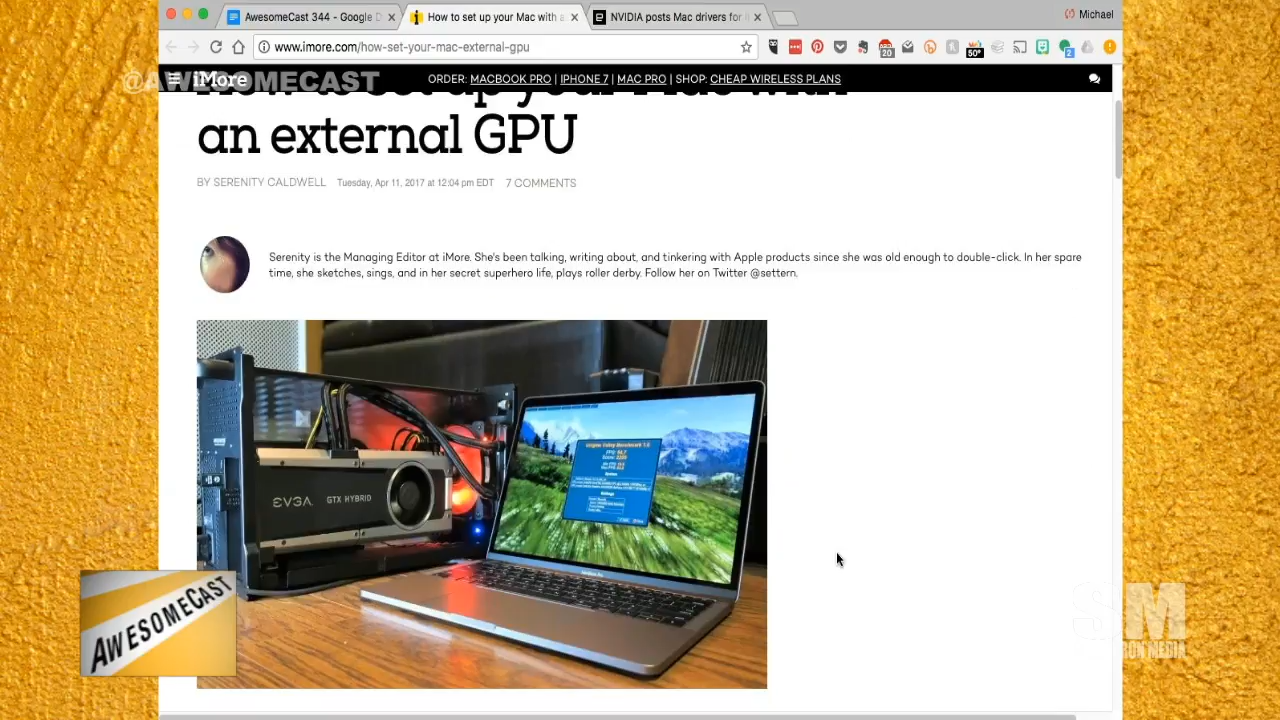 AwesomeCast 344 - Google D
How to set up your Mac with a
NVIDIA posts Mac drivers for
Michael
www.imore.com/how-set-your-mac-external-gpu
20
50°
2
@AWESOMECAST
iMore
ORDER: MACBOOK PRO | IPHONE 7 | MAC PRO | SHOP: CHEAP WIRELESS PLANS
How to set up your Mac with
an external GPU
BY SERENITY CALDWELL Tuesday, Apr 11, 2017 at 12:04 pm EDT 7 COMMENTS
Serenity is the Managing Editor at iMore. She's been talking, writing about, and tinkering with Apple products since she was old enough to double-click. In her spare
time, she sketches, sings, and in her secret superhero life, plays roller derby. Follow her on Twitter @settern.
EVGA GTX HYBRID
AWESOMECAST
SM